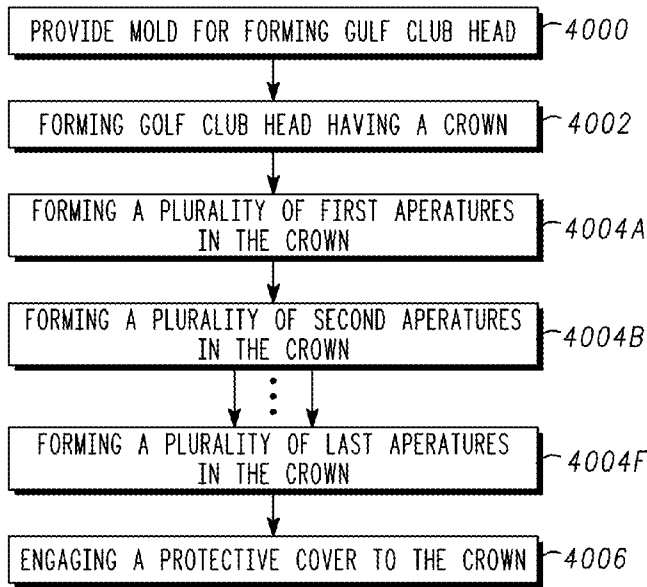 PROVIDE MOLD FOR FORMING GULF CLUB HEAD 4000
FORMING GOLF CLUB HEAD HAVING A CROWN 4002
FORMING A PLURALITY OF FIRST APERATURES
IN THE CROWN 4004A
FORMING A PLURALITY OF SECOND APERATURES
IN THE CROWN 4004B
FORMING A PLURALITY OF LAST APERATURES
IN THE CROWN 4004F
ENGAGING A PROTECTIVE COVER TO THE CROWN 4006